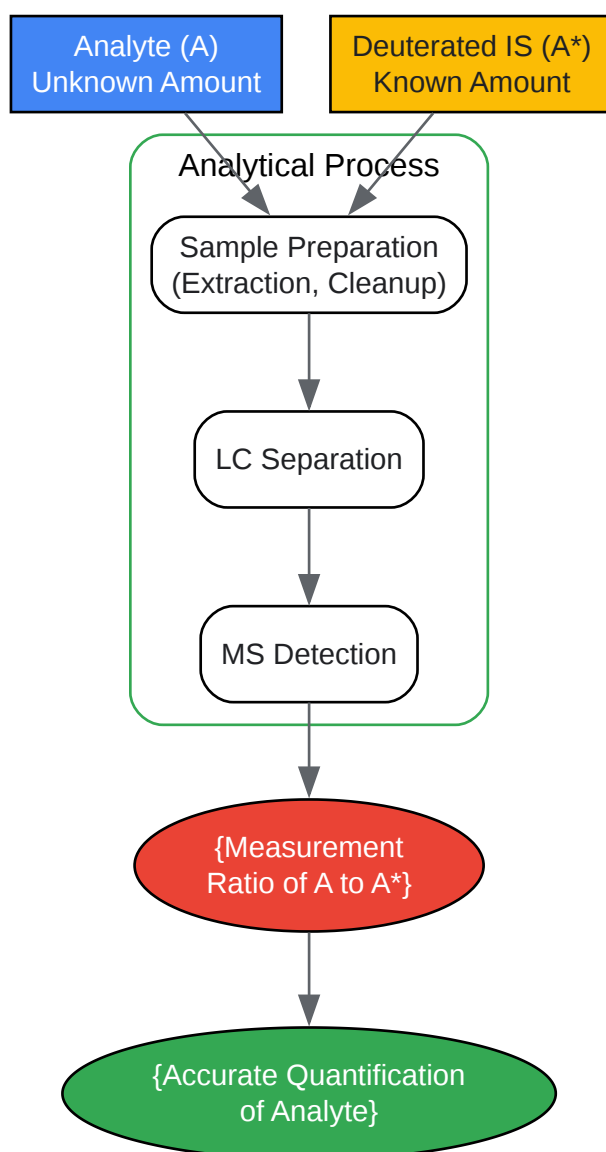 Analyte (A)
Unknown Amount
Deuterated IS (A*)
Known Amount
Analytical Process
Sample Preparation
(Extraction, Cleanup)
LC Separation
MS Detection
{Measurement
Ratio of A to A*}
{Accurate Quantification
of Analyte}